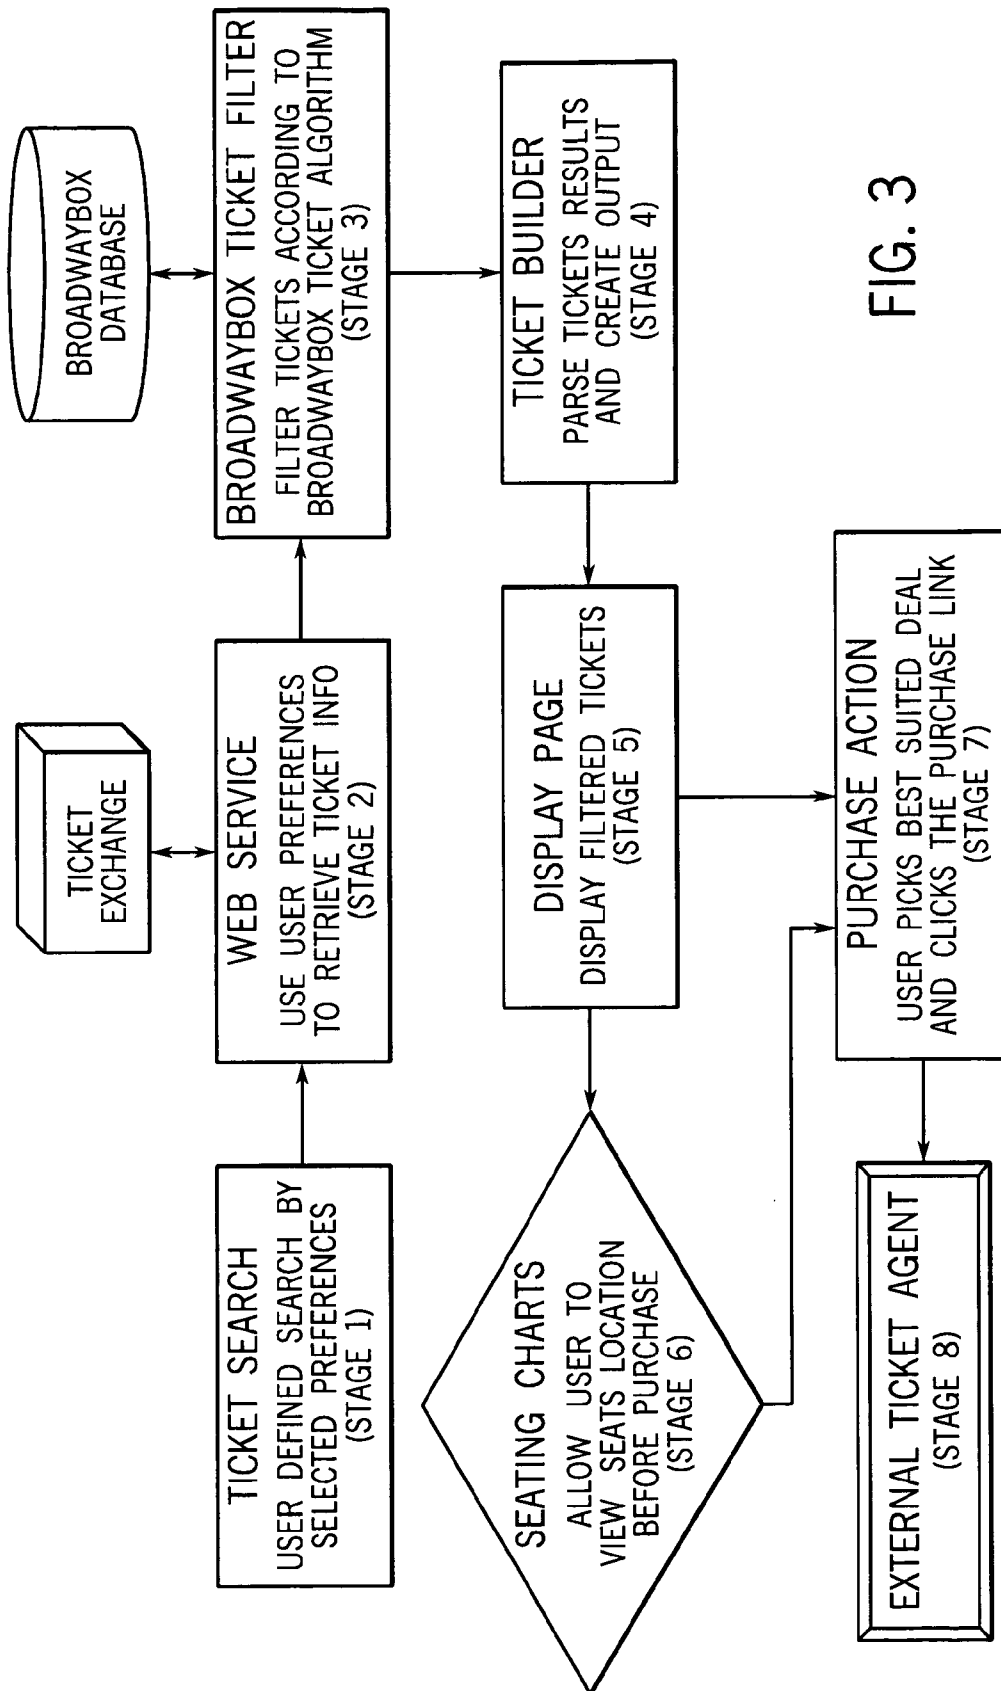 TICKET
EXCHANGE
BROADWAYBOX
DATABASE
TICKET SEARCH
USER DEFINED SEARCH BY
SELECTED PREFERENCES
(STAGE 1)
WEB SERVICE
USE USER PREFERENCES
TO RETRIEVE TICKET INFO
(STAGE 2)
BROADWAYBOX TICKET FILTER
FILTER TICKETS ACCORDING TO
BROADWAYBOX TICKET ALGORITHM
(STAGE 3)
TICKET BUILDER
PARSE TICKETS RESULTS
AND CREATE OUTPUT
(STAGE 4)
DISPLAY PAGE
DISPLAY FILTERED TICKETS
(STAGE 5)
SEATING CHARTS
ALLOW USER TO
VIEW SEATS LOCATION
BEFORE PURCHASE
(STAGE 6)
PURCHASE ACTION
USER PICKS BEST SUITED DEAL
AND CLICKS THE PURCHASE LINK
(STAGE 7)
EXTERNAL TICKET AGENT
(STAGE 8)
FIG. 3